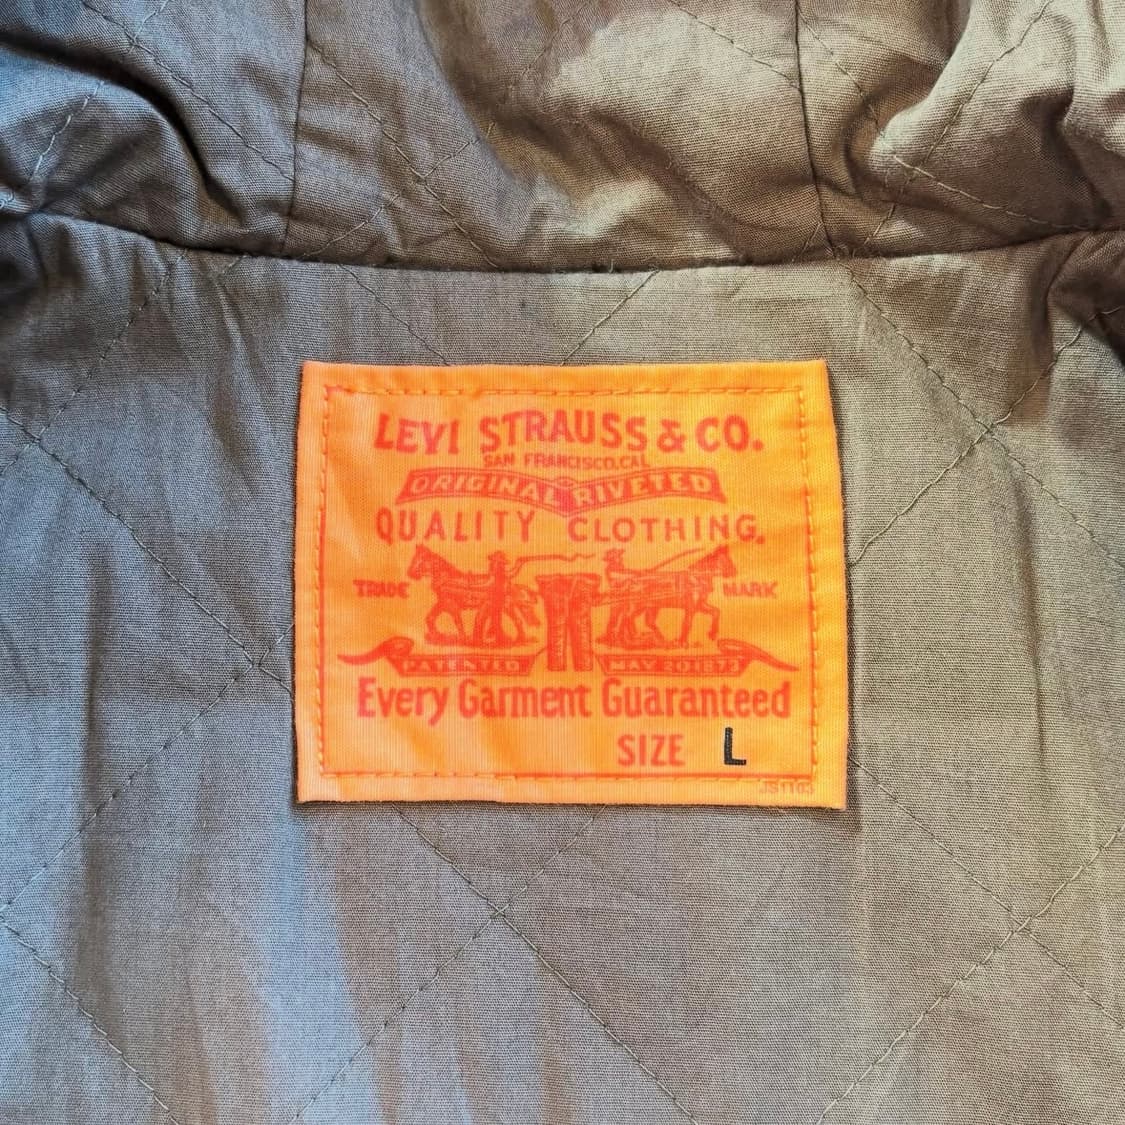 LEVI STRAUSS & CO.
SAN FRANCISCO, CAL
ORIGINAL RIVETED
QUALITY CLOTHING.
TRADE MARK
PATENTED MAY 20 1873
Every Garment Guaranteed
SIZE L
JS1103